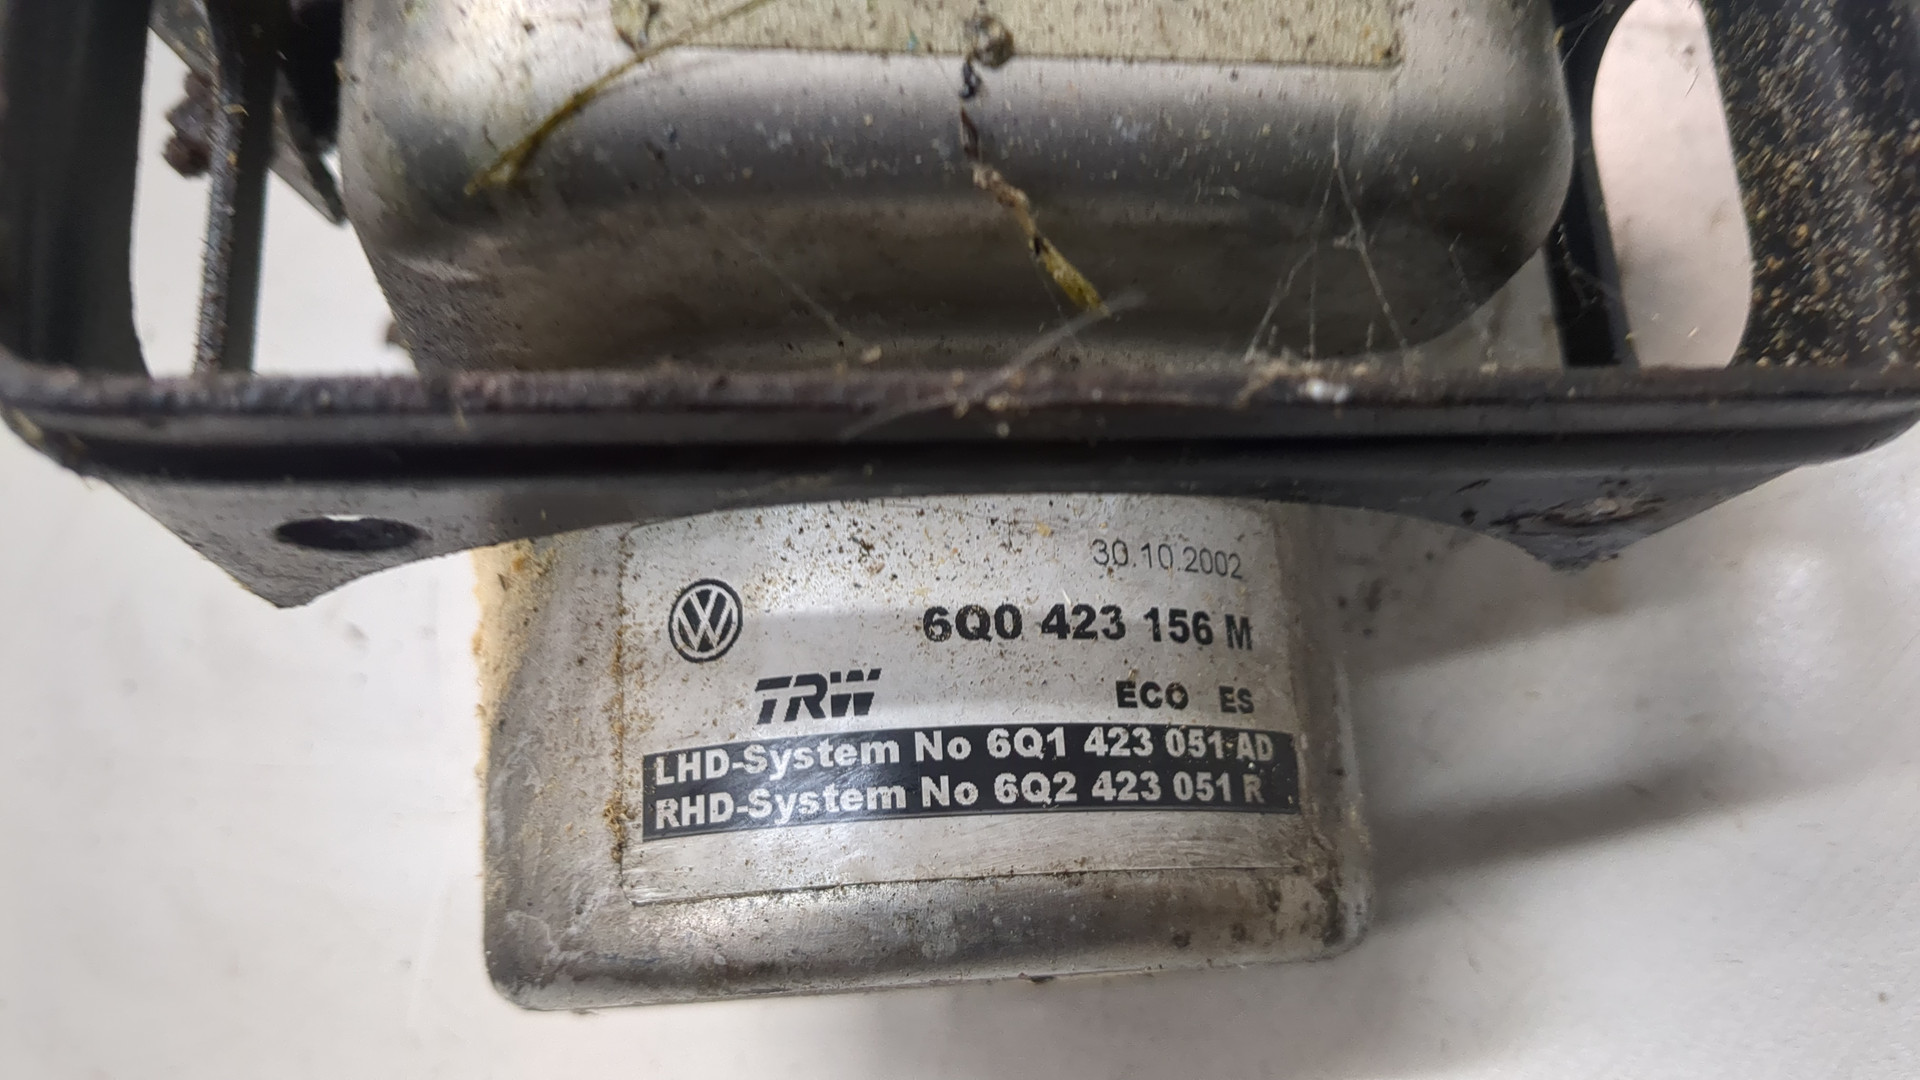 30.10.2002
6Q0 423 156 M
TRW
ECO ES
LHD-System No 6Q1 423 051 AD
RHD-System No 6Q2 423 051 R